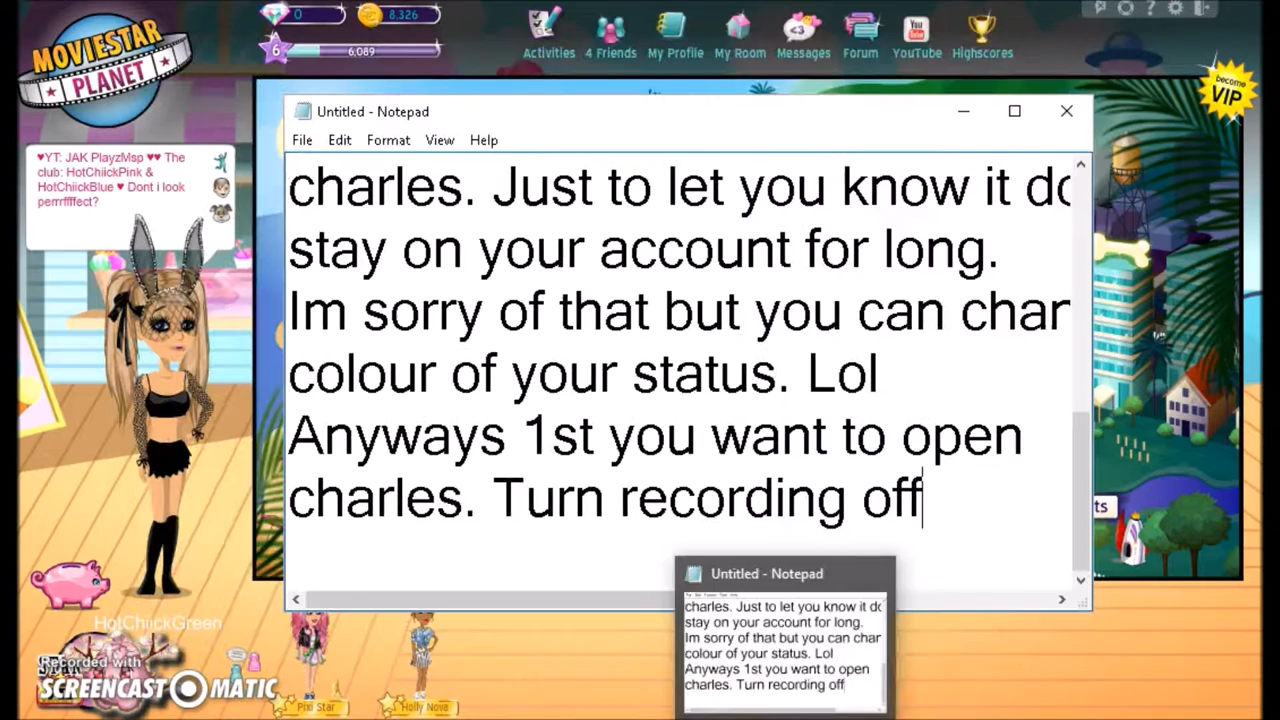 MOVIESTAR
PLANET
0
8.326
6
6,089
Activities
4 Friends
My Profile
My Room
<3
Messages
Forum
You
Tube
YouTube
Highscores
become
VIP
♥YT: JAK PlayzMsp ♥♥ The
club: HotChiickPink &
HotChiickBlue ♥ Dont i look
perrrffffect?
Untitled - Notepad
File Edit Format View Help
charles. Just to let you know it do
stay on your account for long.
Im sorry of that but you can char
colour of your status. Lol
Anyways 1st you want to open
charles. Turn recording off
ts
Untitled - Notepad
charles. Just to let you know it do
stay on your account for long.
Im sorry of that but you can char
colour of your status. Lol
Anyways 1st you want to open
charles. Turn recording off
HotChiickGreen
Recorded with
SCREENCAST-O-MATIC
Pixi Star
Holly Nova